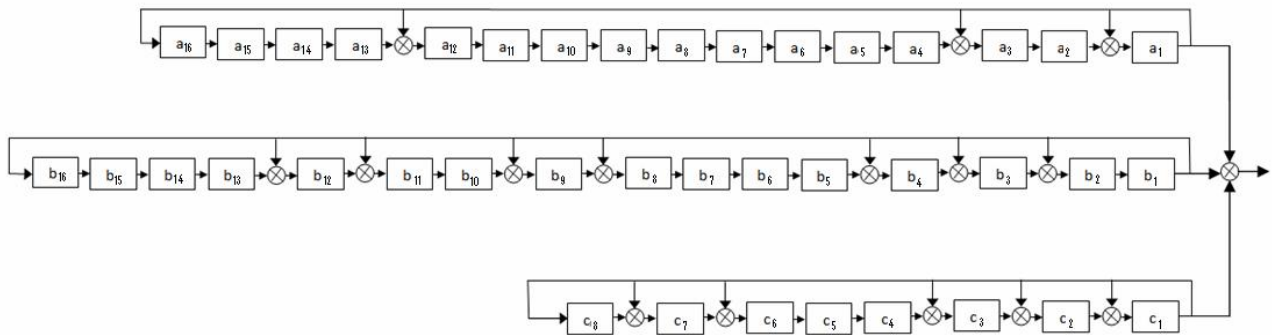 a16 a15 a14 a13 a12 a11 a10 a9 a8 a7 a6 a5 a4 a3 a2 a1
b16 b15 b14 b13 b12 b11 b10 b9 b8 b7 b6 b5 b4 b3 b2 b1
c8 c7 c6 c5 c4 c3 c2 c1